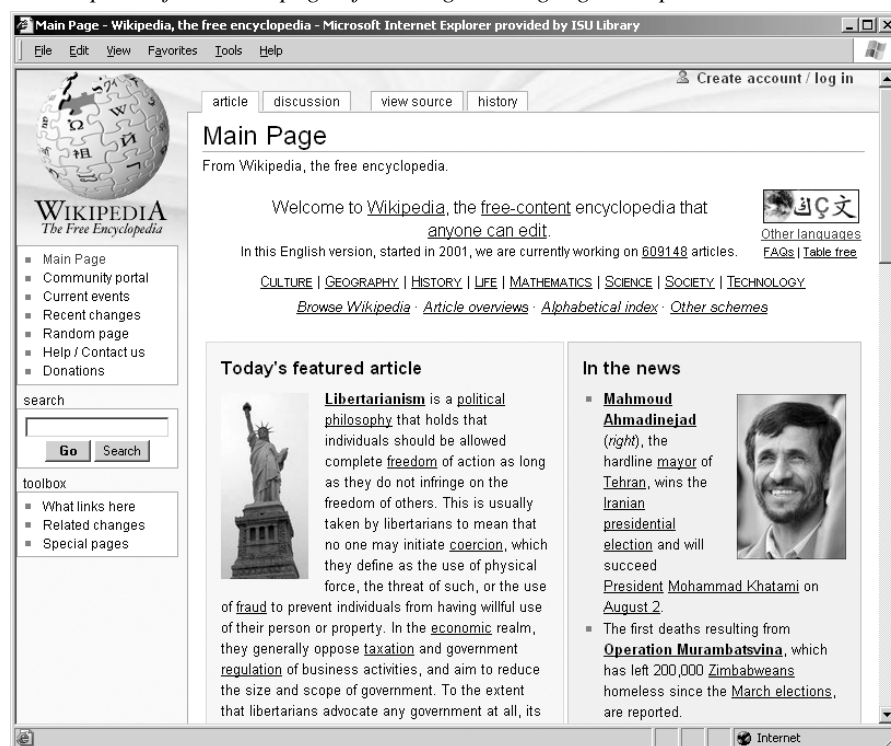 Main Page - Wikipedia, the free encyclopedia - Microsoft Internet Explorer provided by ISU Library
File Edit View Favorites Tools Help
Create account / log in
article discussion view source history
Main Page
From Wikipedia, the free encyclopedia.
WIKIPEDIA
The Free Encyclopedia
Welcome to Wikipedia, the free-content encyclopedia that
anyone can edit.
In this English version, started in 2001, we are currently working on 609148 articles.
Other languages
FAQs | Table free
CULTURE | GEOGRAPHY | HISTORY | LIFE | MATHEMATICS | SCIENCE | SOCIETY | TECHNOLOGY
Browse Wikipedia · Article overviews · Alphabetical index · Other schemes
Main Page
Community portal
Current events
Recent changes
Random page
Help / Contact us
Donations
search
Go Search
toolbox
What links here
Related changes
Special pages
Today's featured article
Libertarianism is a political
philosophy that holds that
individuals should be allowed
complete freedom of action as long
as they do not infringe on the
freedom of others. This is usually
taken by libertarians to mean that
no one may initiate coercion, which
they define as the use of physical
force, the threat of such, or the use
of fraud to prevent individuals from having willful use
of their person or property. In the economic realm,
they generally oppose taxation and government
regulation of business activities, and aim to reduce
the size and scope of government. To the extent
that libertarians advocate any government at all, its
In the news
Mahmoud
Ahmadinejad
(right), the
hardline mayor of
Tehran, wins the
Iranian
presidential
election and will
succeed
President Mohammad Khatami on
August 2.
The first deaths resulting from
Operation Murambatsvina, which
has left 200,000 Zimbabweans
homeless since the March elections,
are reported.
Internet